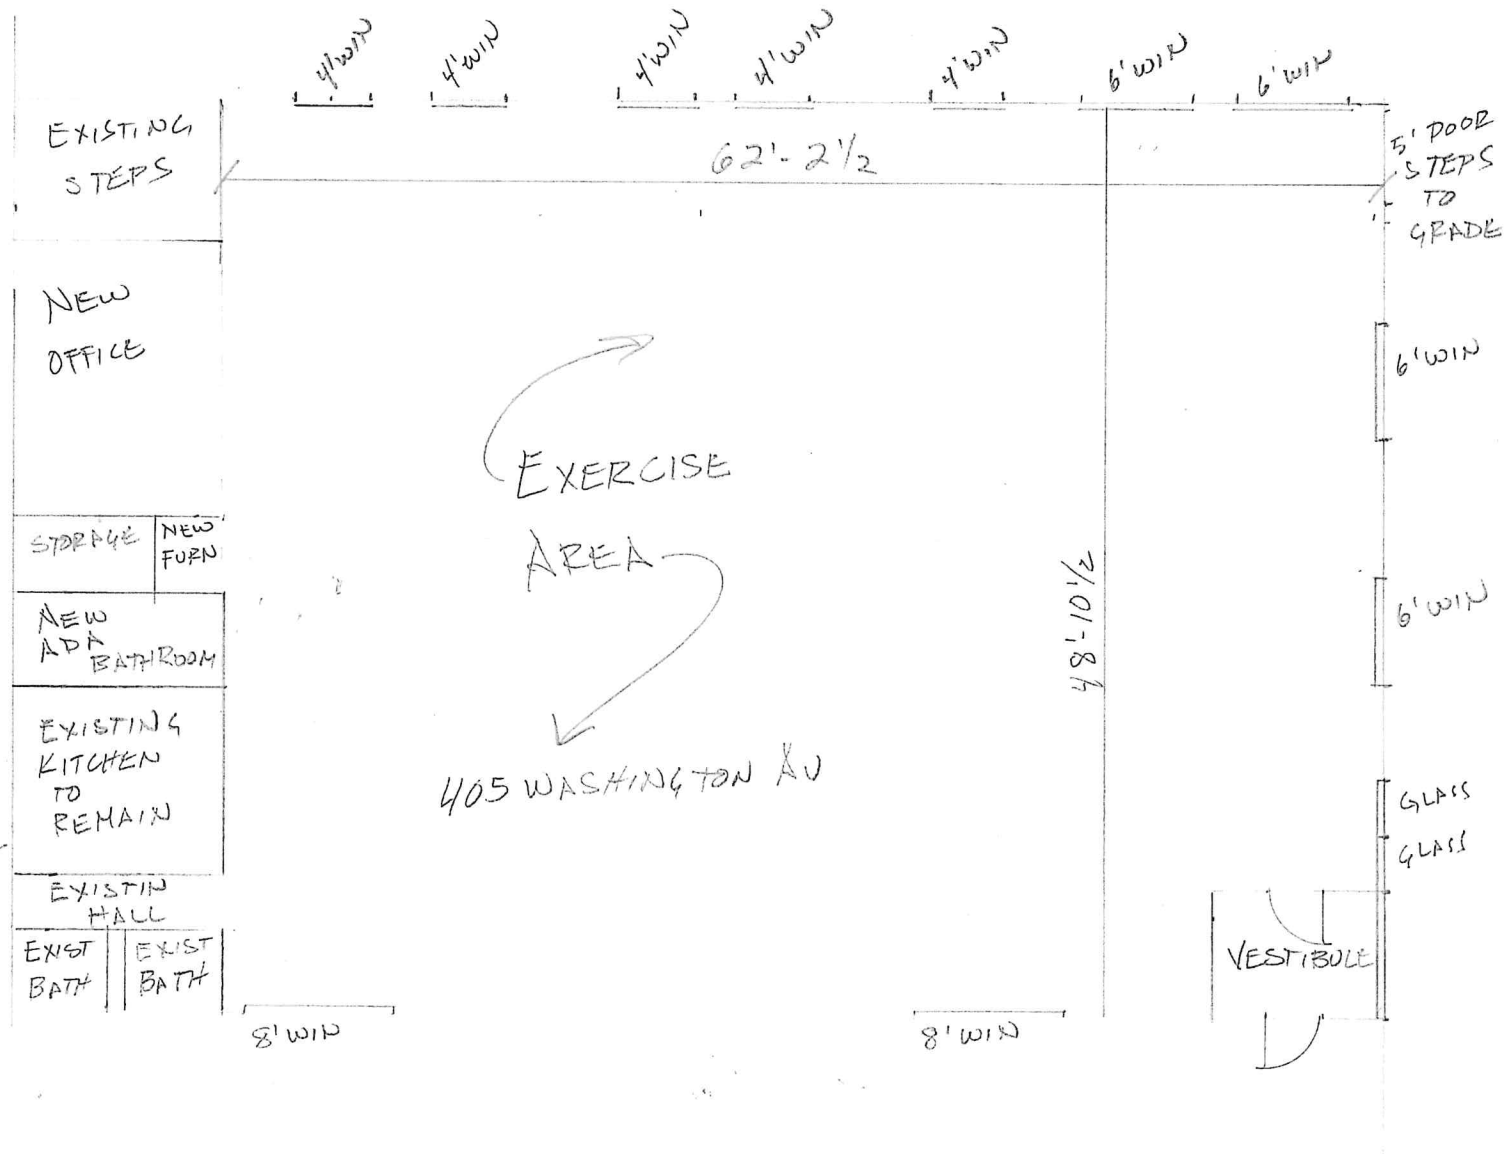 4'WIN
4'WIN
4'WIN
4'WIN
4'WIN
6'WIN
6'WIN
EXISTING
STEPS
62'-2½
5' DOOR
STEPS
TO
GRADE
NEW
OFFICE
6'WIN
EXERCISE
AREA
STORAGE
NEW
FURN
48'-10½
NEW
ADA
BATHROOM
6'WIN
EXISTING
KITCHEN
TO
REMAIN
405 WASHINGTON AV
GLASS
GLASS
EXISTIN
HALL
EXIST
BATH
EXIST
BATH
VESTIBULE
8'WIN
8'WIN